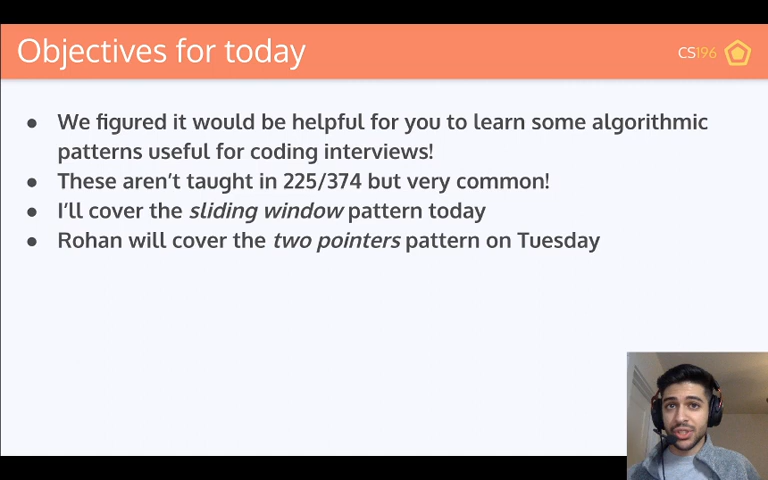 Objectives for today
CS196
● We figured it would be helpful for you to learn some algorithmic
patterns useful for coding interviews!
● These aren’t taught in 225/374 but very common!
● I’ll cover the sliding window pattern today
● Rohan will cover the two pointers pattern on Tuesday